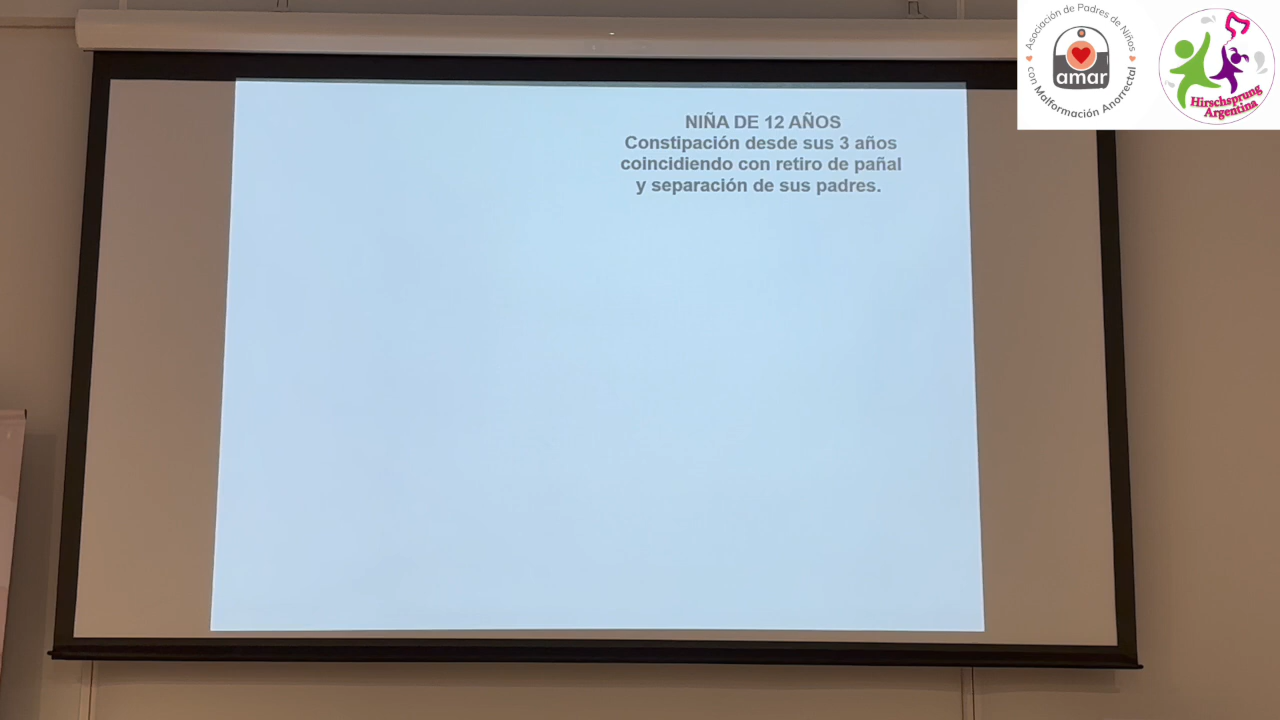 NIÑA DE 12 AÑOS
Constipación desde sus 3 años
coincidiendo con retiro de pañal
y separación de sus padres.
Asociación de Padres de Niños
con Malformación Anorrectal
amar
Hirschsprung
Argentina